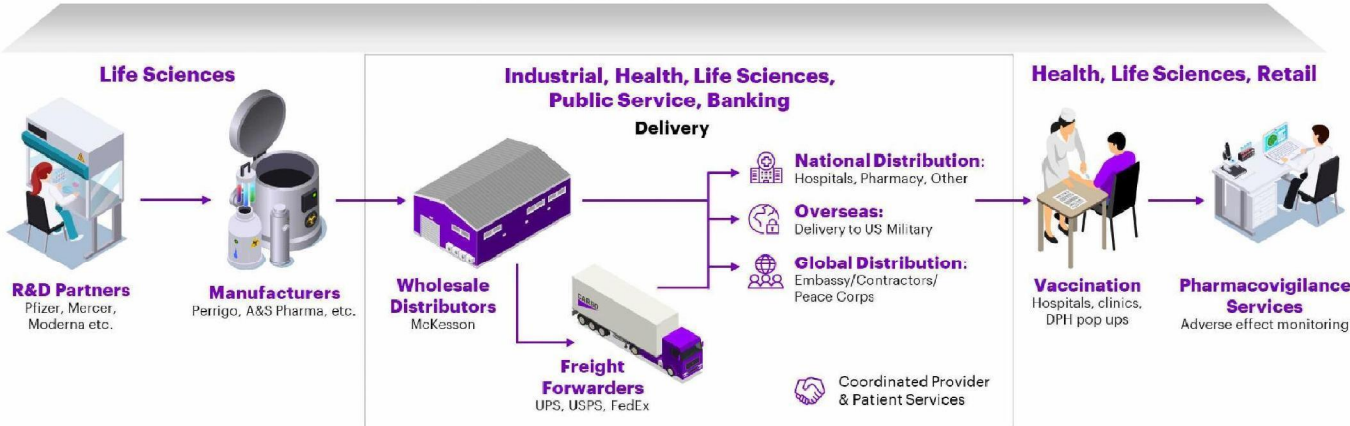 Life Sciences
Industrial, Health, Life Sciences,
Public Service, Banking
Delivery
Health, Life Sciences, Retail
R&D Partners
Pfizer, Mercer,
Moderna etc.
Manufacturers
Perrigo, A&S Pharma, etc.
Wholesale
Distributors
McKesson
CARGO
Freight
Forwarders
UPS, USPS, FedEx
National Distribution:
Hospitals, Pharmacy, Other
Overseas:
Delivery to US Military
Global Distribution:
Embassy/Contractors/
Peace Corps
Coordinated Provider
& Patient Services
Vaccination
Hospitals, clinics,
DPH pop ups
Pharmacovigilance
Services
Adverse effect monitoring